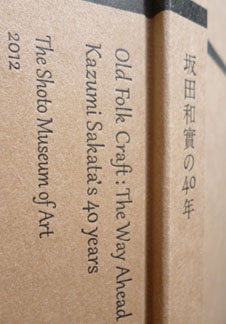 坂田和實の40年
Old Folk Craft : The Way Ahead
Kazumi Sakata's 40 years
The Shoto Museum of Art
2012